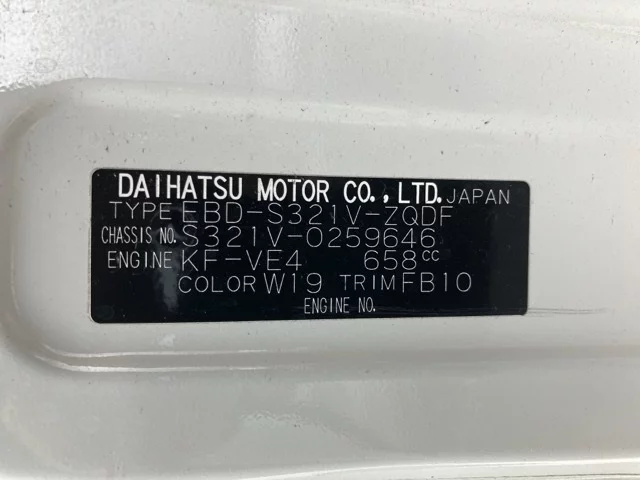 DAIHATSU MOTOR CO., LTD. JAPAN
TYPE EBD-S321V-ZQDF
CHASSIS NO. S321V-0259646
ENGINE KF-VE4 658 CC
COLOR W19 TRIM FB10
ENGINE NO.